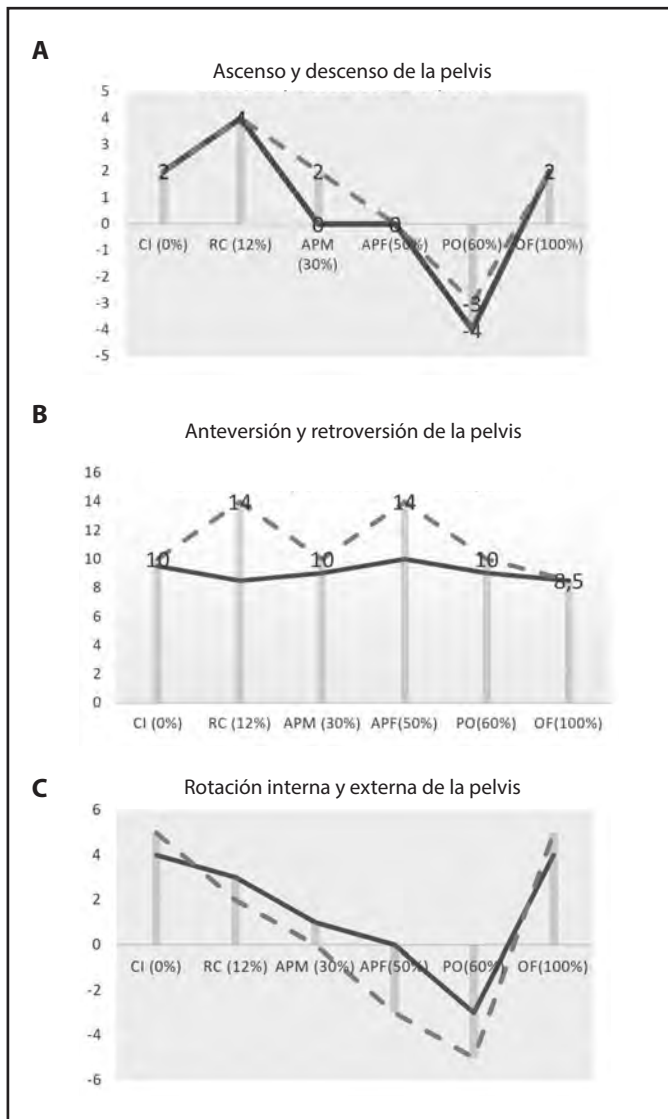 A
Ascenso y descenso de la pelvis
5
4
3
2
1
0
-1
-2
-3
-4
-5
2
4
2
0
0
-3
-4
2
CI (0%)
RC (12%)
APM
(30%)
APF(50%)
PO(60%)
OF(100%)
B
Anteversión y retroversión de la pelvis
16
14
12
10
8
6
4
2
0
10
14
10
14
10
8,5
CI (0%)
RC (12%)
APM (30%)
APF(50%)
PO(60%)
OF(100%)
C
Rotación interna y externa de la pelvis
6
4
2
0
-2
-4
-6
CI (0%)
RC (12%)
APM (30%)
APF(50%)
PO(60%)
OF(100%)